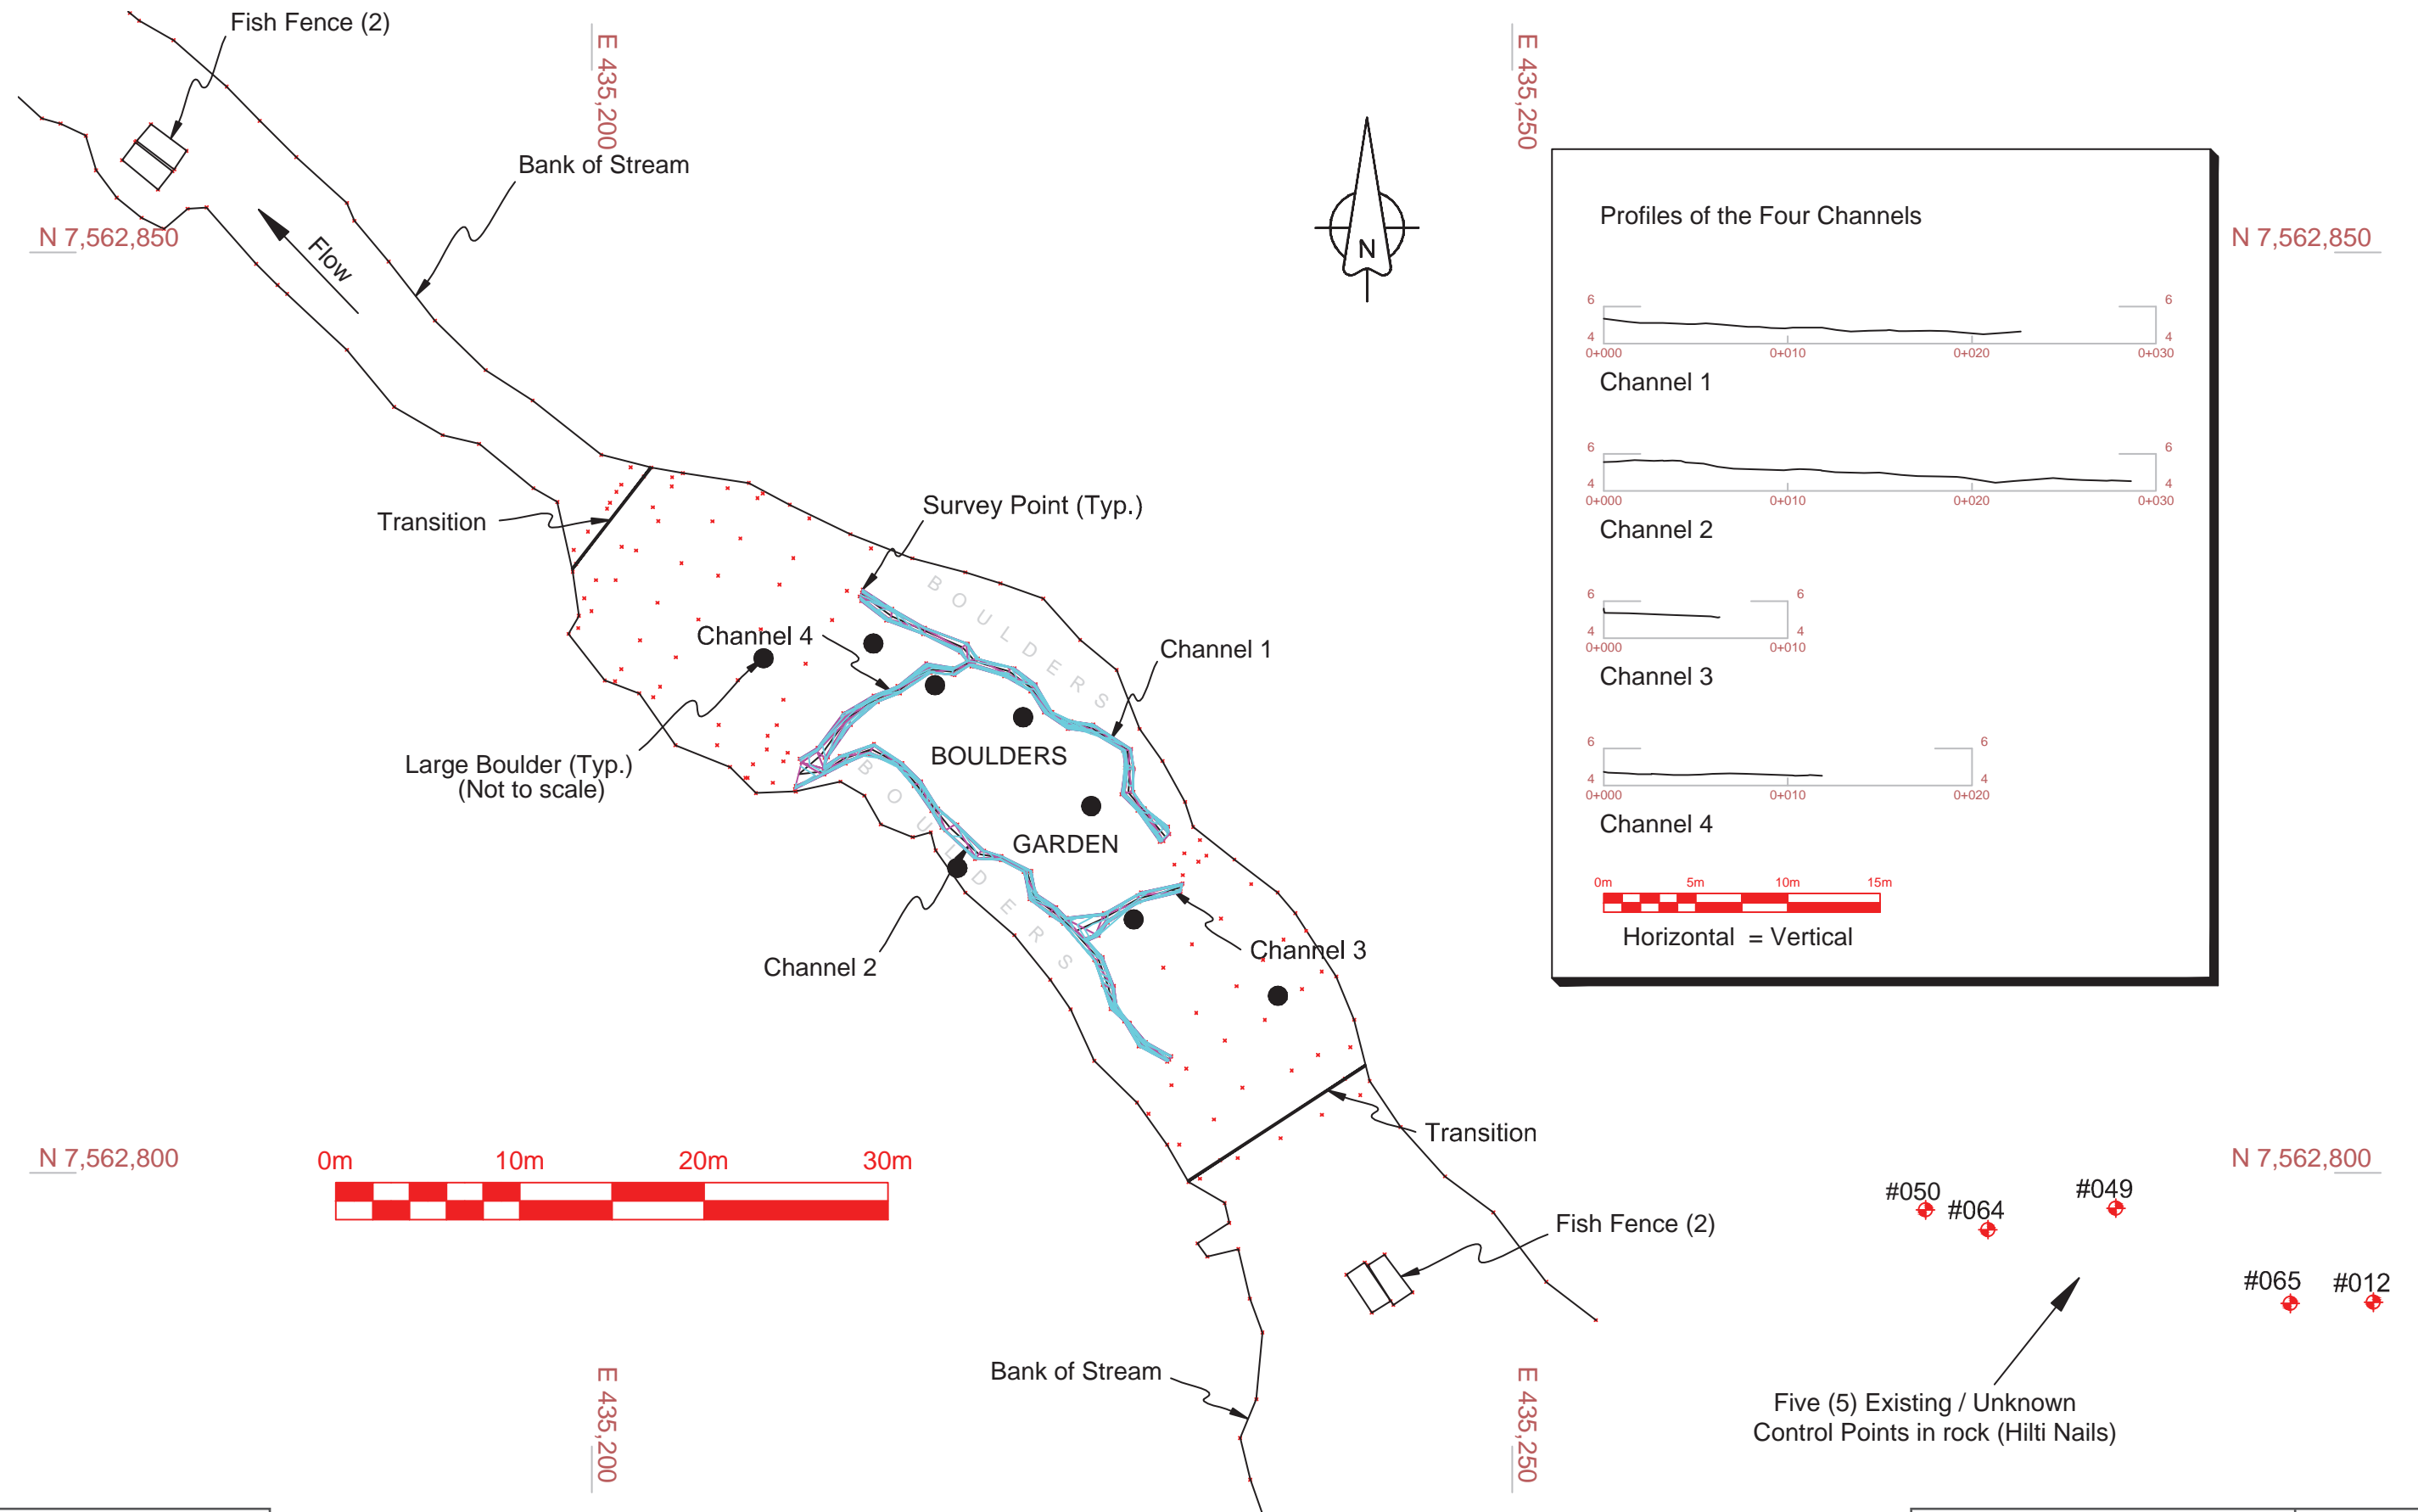 Fish Fence (2)
E 435,200
E 435,250
Bank of Stream
N 7,562,850
Flow
N
N 7,562,850
Transition
Survey Point (Typ.)
BOULDERS
Channel 4
Channel 1
Large Boulder (Typ.)
(Not to scale)
BOULDERS
GARDEN
BOULDERS
Channel 2
Channel 3
Transition
N 7,562,800
0m 10m 20m 30m
N 7,562,800
Fish Fence (2)
Bank of Stream
E 435,200
E 435,250
#050
#064
#049
#065
#012
Five (5) Existing / Unknown
Control Points in rock (Hilti Nails)
Profiles of the Four Channels
6 6
4 4
0+000 0+010 0+020 0+030
Channel 1
6 6
4 4
0+000 0+010 0+020 0+030
Channel 2
6 6
4 4
0+000 0+010
Channel 3
6 6
4 4
0+000 0+010 0+020
Channel 4
0m 5m 10m 15m
Horizontal = Vertical